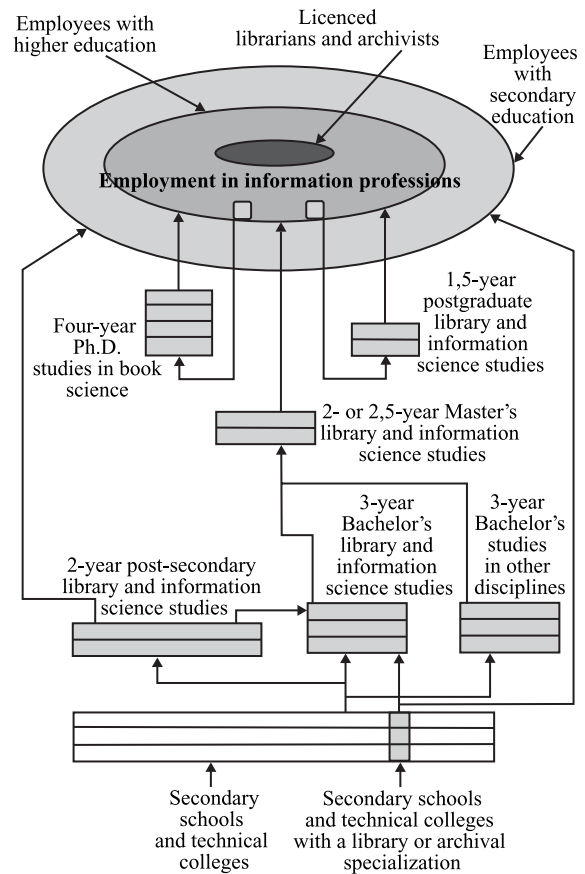 Employees with
higher education
Licenced
librarians and archivists
Employees
with
secondary
education
Employment in information professions
Four-year
Ph.D.
studies in book
science
1,5-year
postgraduate
library and
information
science studies
2- or 2,5-year Master's
library and information
science studies
2-year post-secondary
library and information
science studies
3-year
Bachelor's
library and
information
science studies
3-year
Bachelor's
studies
in other
disciplines
Secondary
schools
and technical
colleges
Secondary schools
and technical colleges
with a library or archival
specialization